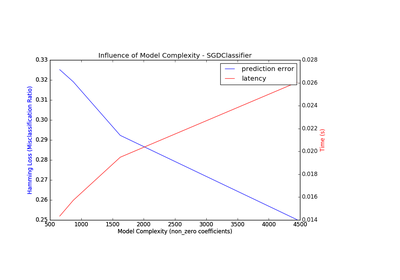 Influence of Model Complexity - SGDClassifier
prediction error
latency
0.33
0.32
0.31
0.30
0.29
0.28
0.27
0.26
0.25
Hamming Loss (Misclassification Ratio)
0.028
0.026
0.024
0.022
0.020
0.018
0.016
0.014
Time (s)
500 1000 1500 2000 2500 3000 3500 4000 4500
Model Complexity (non_zero coefficients)